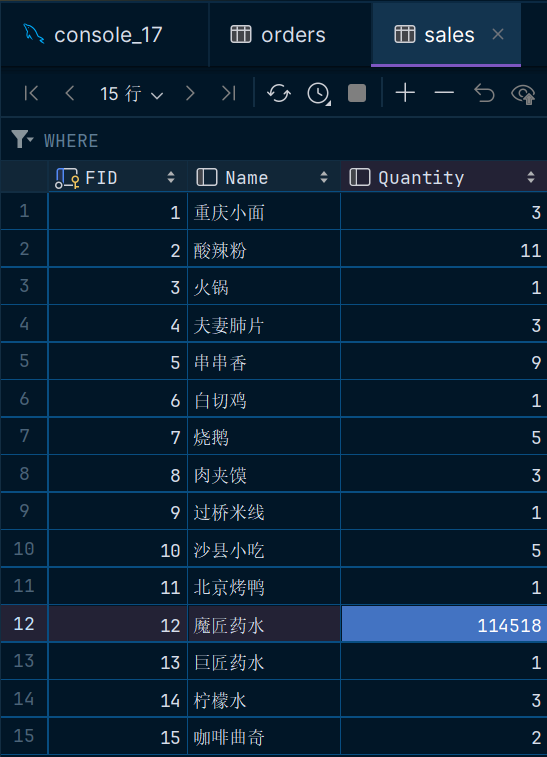 console_17 orders sales
15 行
WHERE
FID Name Quantity
1 1 重庆小面 3
2 2 酸辣粉 11
3 3 火锅 1
4 4 夫妻肺片 3
5 5 串串香 9
6 6 白切鸡 1
7 7 烧鹅 5
8 8 肉夹馍 3
9 9 过桥米线 1
10 10 沙县小吃 5
11 11 北京烤鸭 1
12 12 魔匠药水 114518
13 13 巨匠药水 1
14 14 柠檬水 3
15 15 咖啡曲奇 2